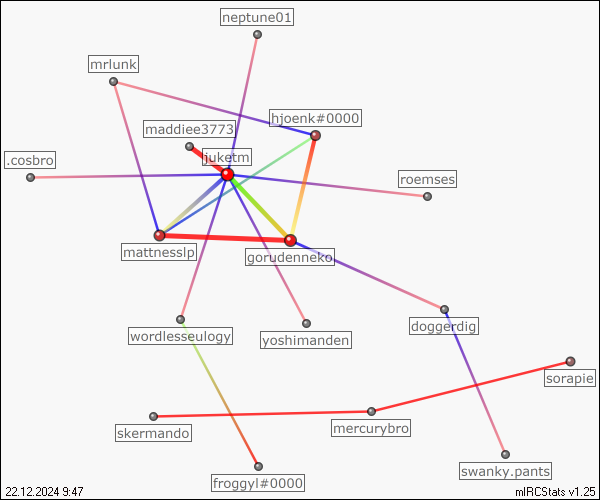 neptune01
mrlunk
hjoenk#0000
maddiee3773
juketm
.cosbro
roemses
mattnesslp
gorudenneko
doggerdig
wordlesseulogy
yoshimanden
sorapie
mercurybro
skermando
swanky.pants
froggyl#0000
22.12.2024 9:47
mIRCStats v1.25